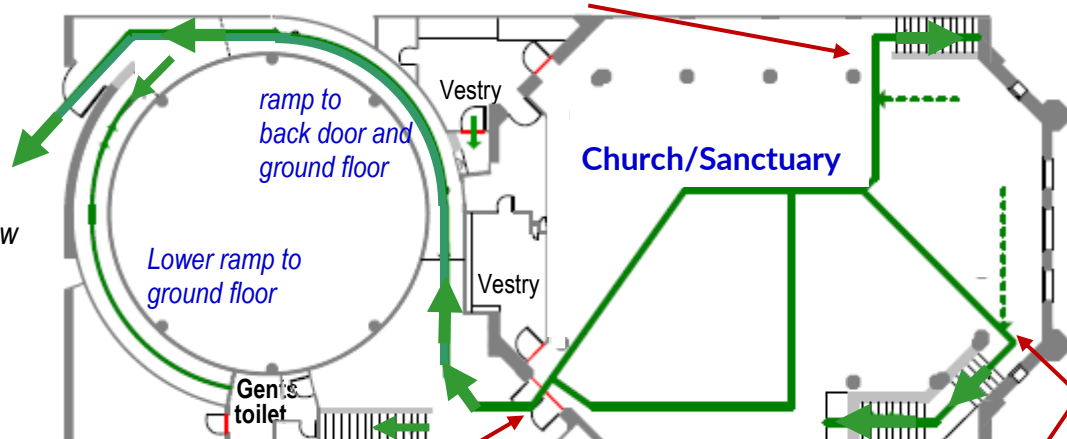 Vestry
ramp to
back door and
ground floor
Church/Sanctuary
w
Lower ramp to
ground floor
Vestry
Gents
toilet